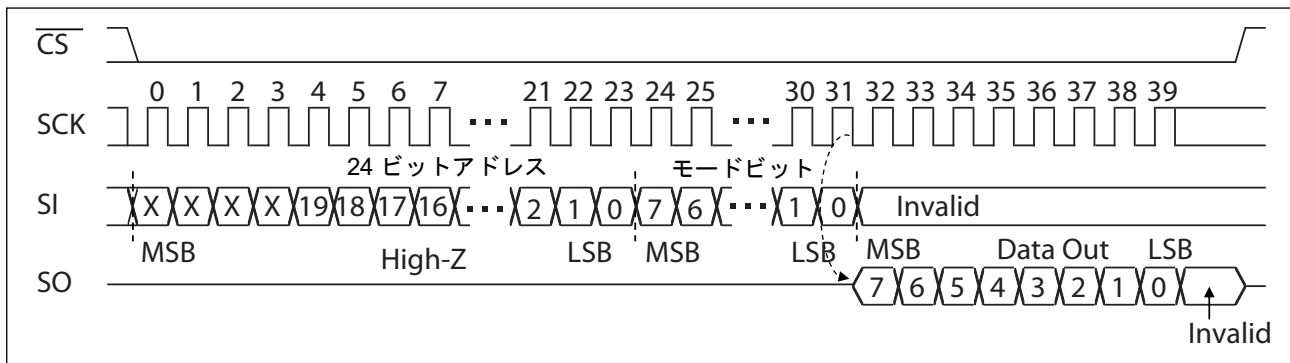 CS
0 1 2 3 4 5 6 7 21 22 23 24 25 30 31 32 33 34 35 36 37 38 39
SCK
24 ビットアドレス モードビット
SI X X X X 19 18 17 16 2 1 0 7 6 1 0 Invalid
MSB High-Z LSB MSB LSB MSB Data Out LSB
SO 7 6 5 4 3 2 1 0
Invalid